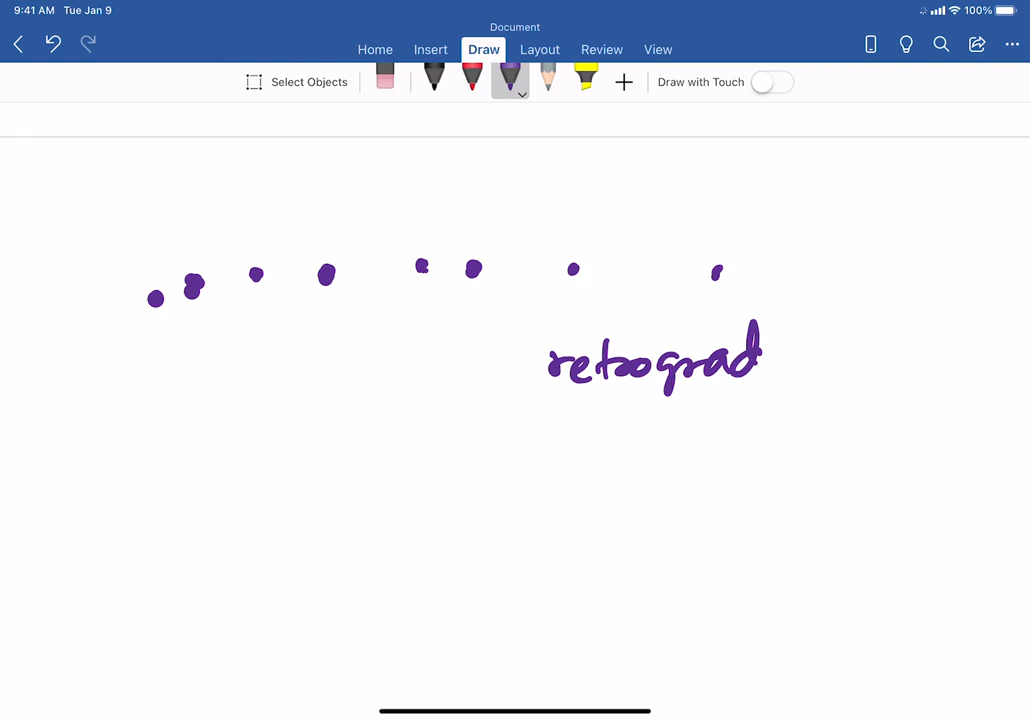 9:41 AM Tue Jan 9 100%
Document
Home Insert Draw Layout Review View
Select Objects Draw with Touch
retrograd